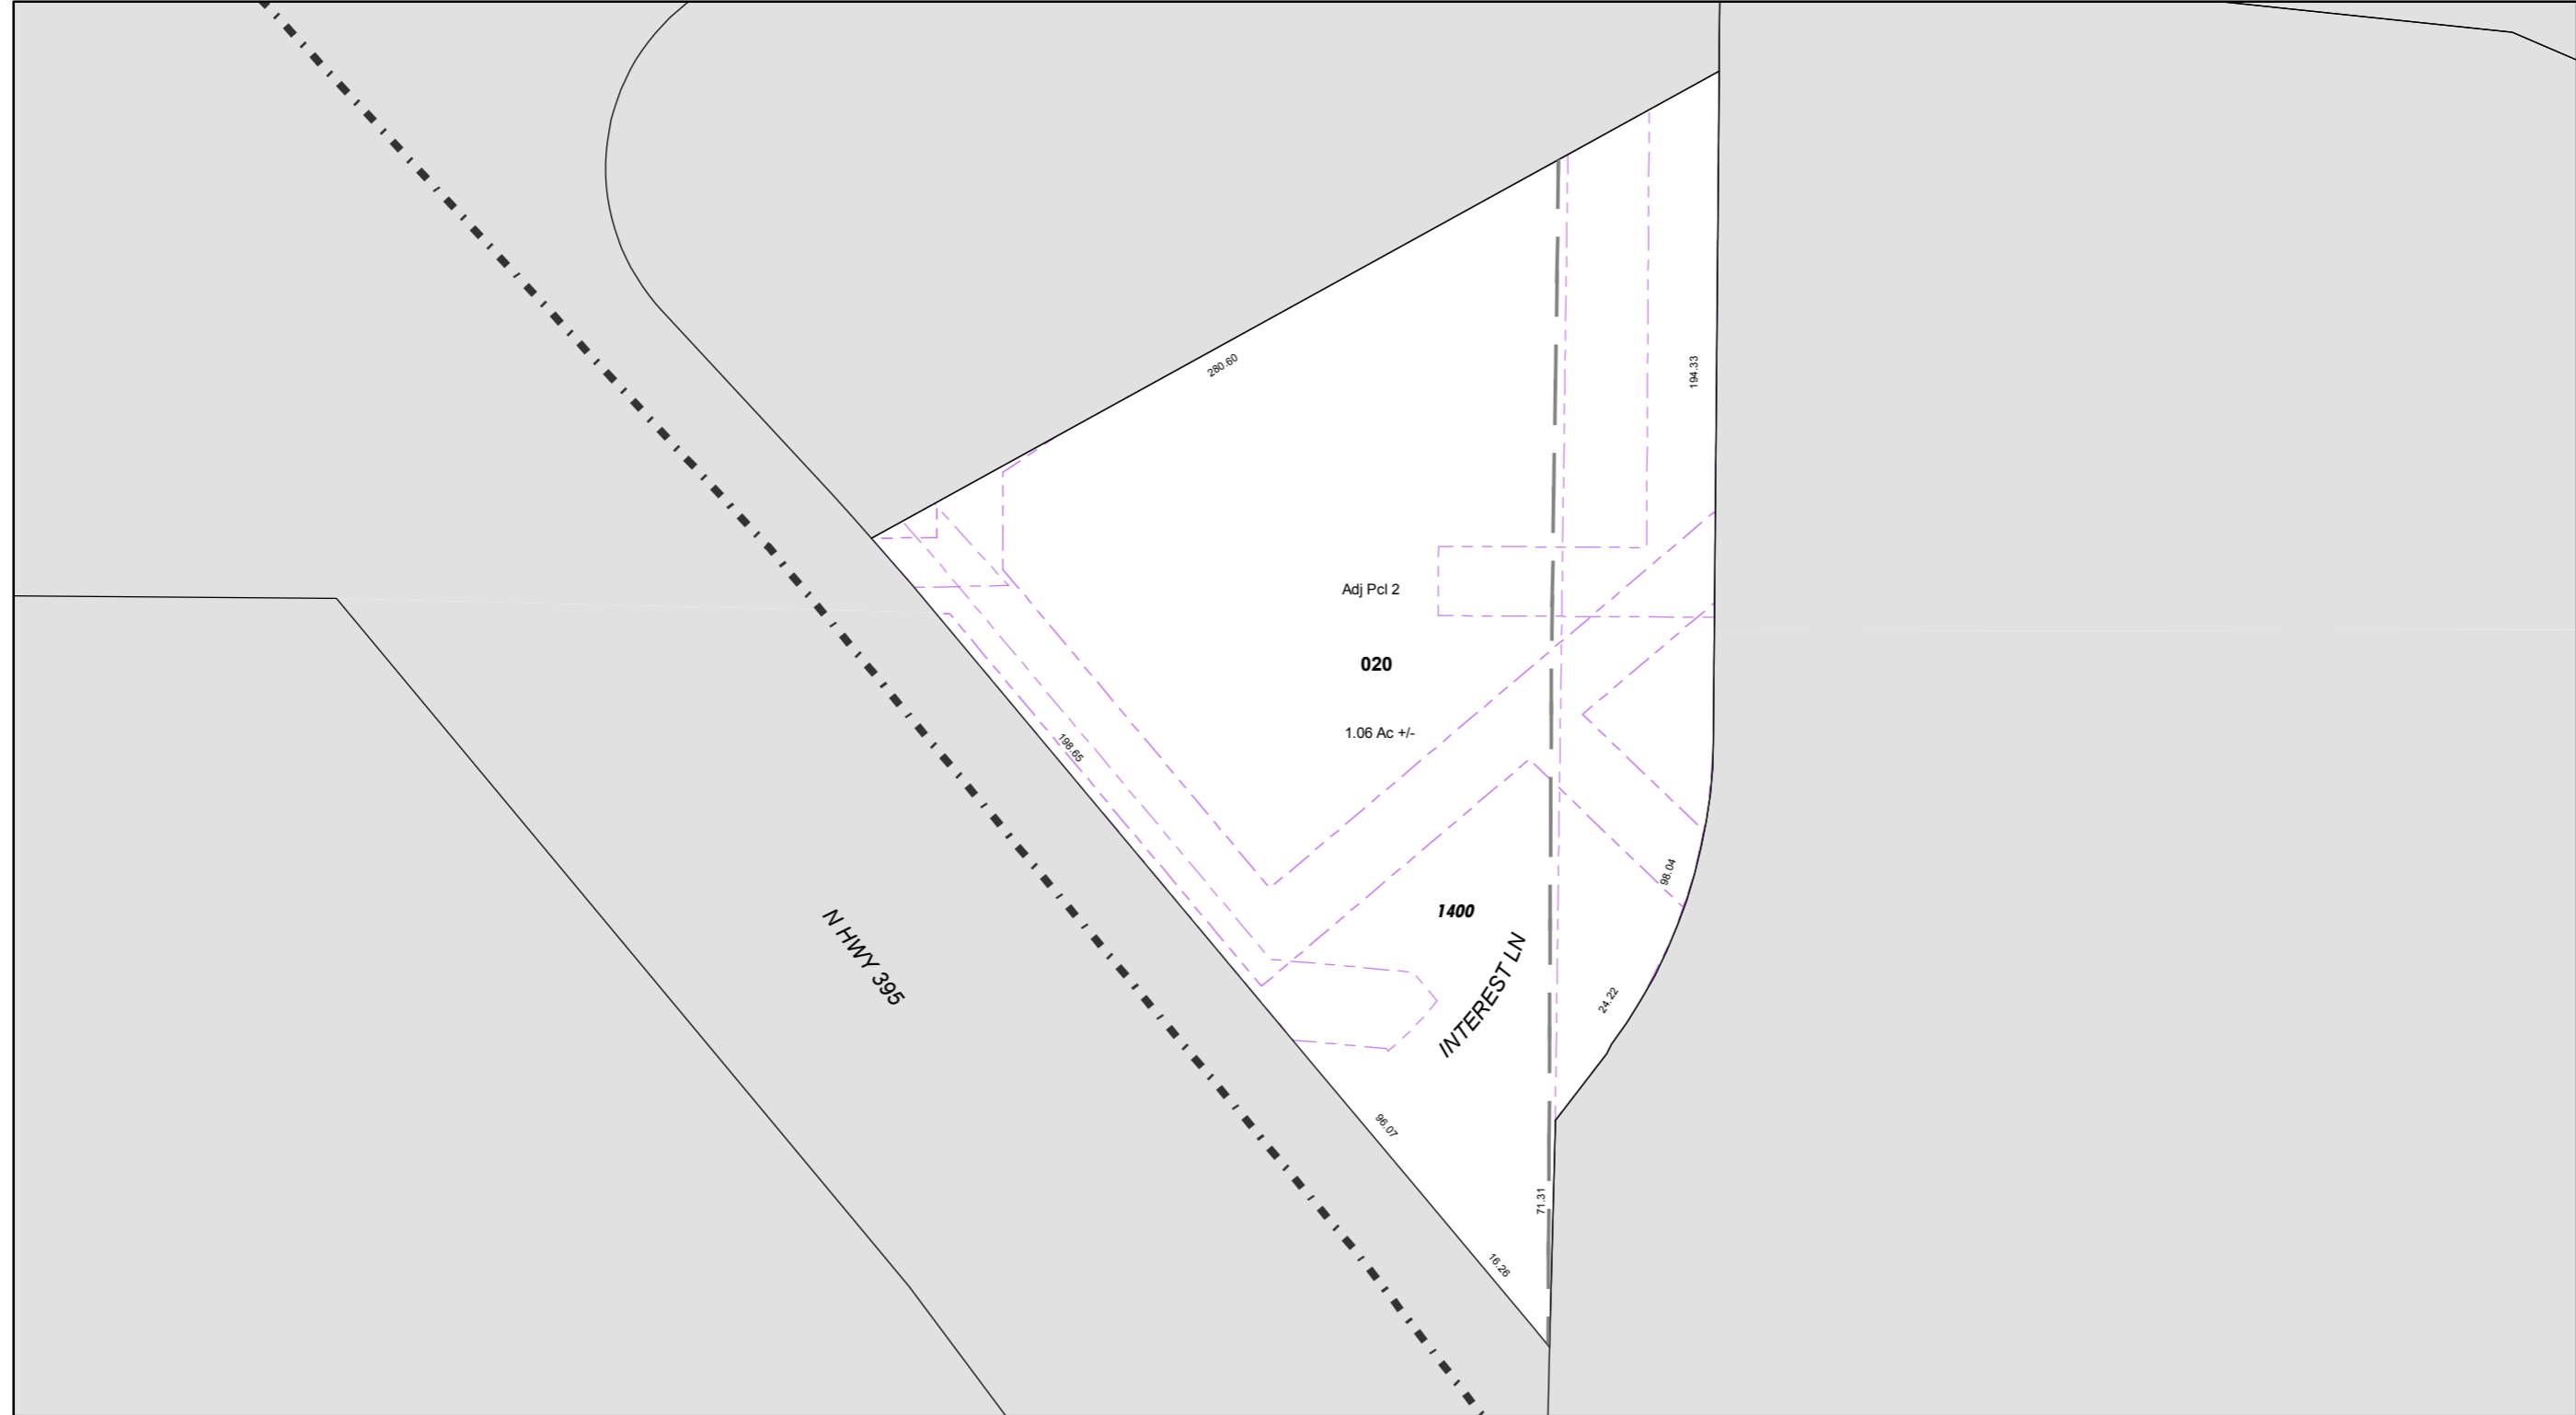 280.60
194.33
Adj Pcl 2
020
1.06 Ac +/-
198.65
98.04
1400
INTEREST LN
N HWY 395
24.22
96.07
71.31
16.26